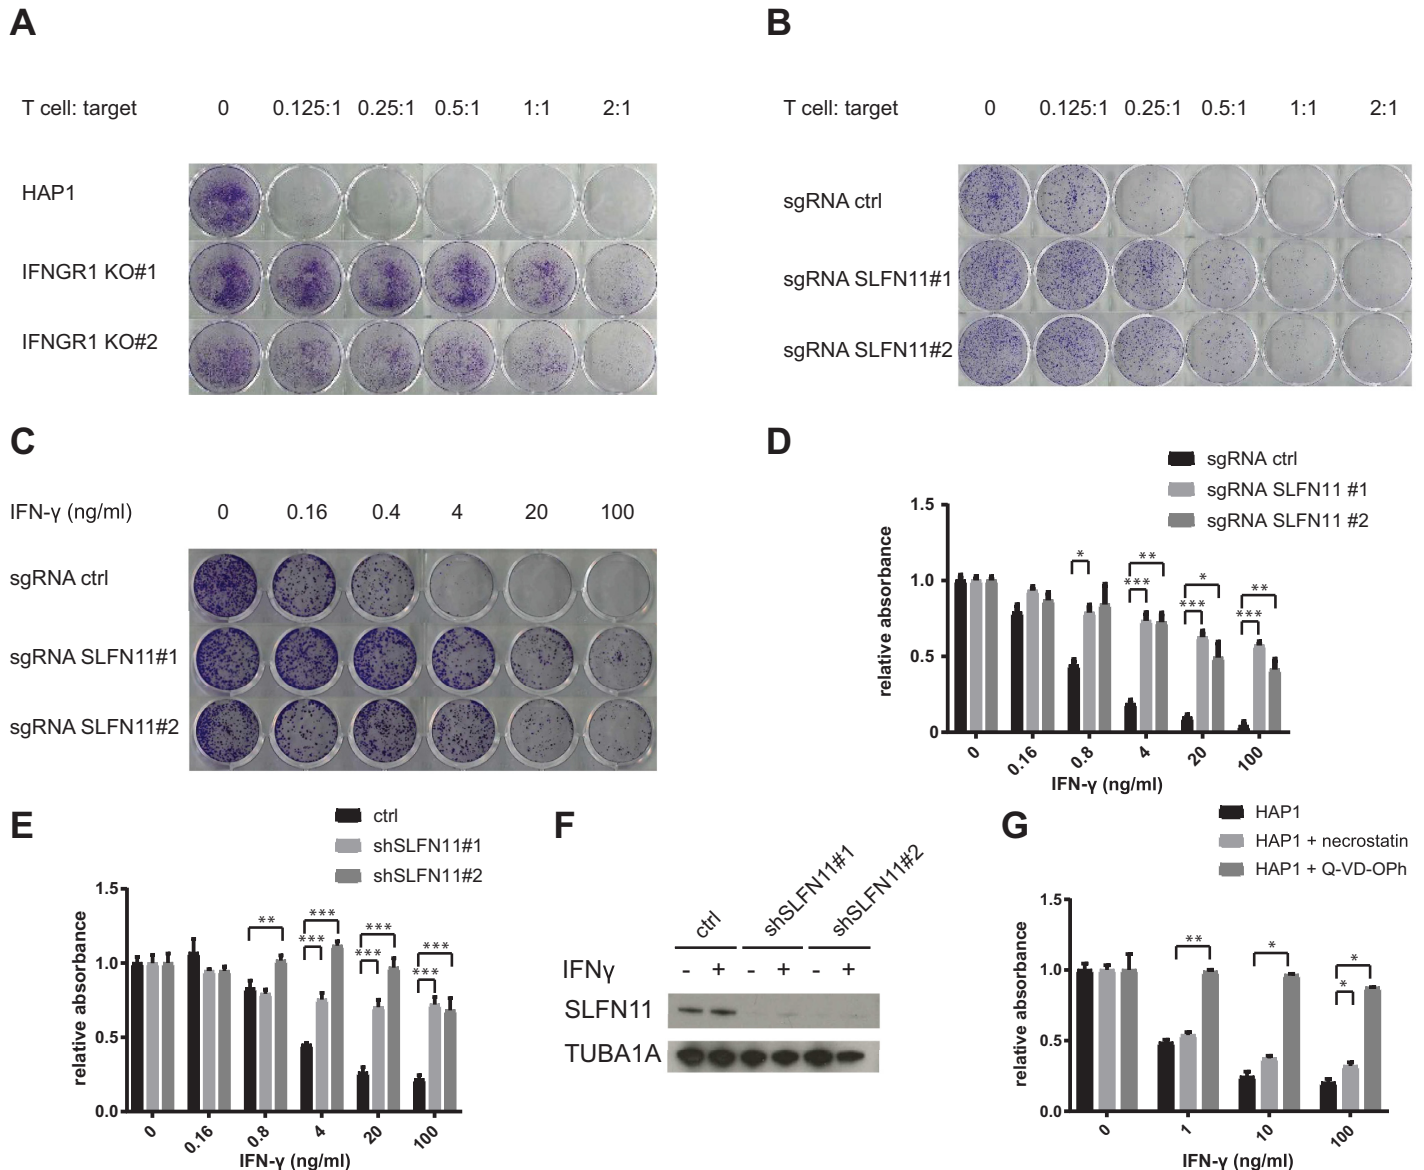 A
T cell: target 0 0.125:1 0.25:1 0.5:1 1:1 2:1
HAP1
IFNGR1 KO#1
IFNGR1 KO#2
B
T cell: target 0 0.125:1 0.25:1 0.5:1 1:1 2:1
sgRNA ctrl
sgRNA SLFN11#1
sgRNA SLFN11#2
C
IFN-γ (ng/ml) 0 0.16 0.4 4 20 100
sgRNA ctrl
sgRNA SLFN11#1
sgRNA SLFN11#2
D
sgRNA ctrl
sgRNA SLFN11 #1
sgRNA SLFN11 #2
relative absorbance
1.5
1.0
0.5
0
*
**
***
*
***
**
***
0 0.16 0.8 4 20 100
IFN-γ (ng/ml)
E
ctrl
shSLFN11#1
shSLFN11#2
relative absorbance
1.5
1.0
0.5
0.0
**
***
***
***
***
***
***
0 0.16 0.8 4 20 100
IFN-γ (ng/ml)
F
ctrl shSLFN11#1 shSLFN11#2
IFNγ - + - + - +
SLFN11
TUBA1A
G
HAP1
HAP1 + necrostatin
HAP1 + Q-VD-OPh
relative absorbance
1.5
1.0
0.5
0.0
**
*
*
*
0 1 10 100
IFN-γ (ng/ml)